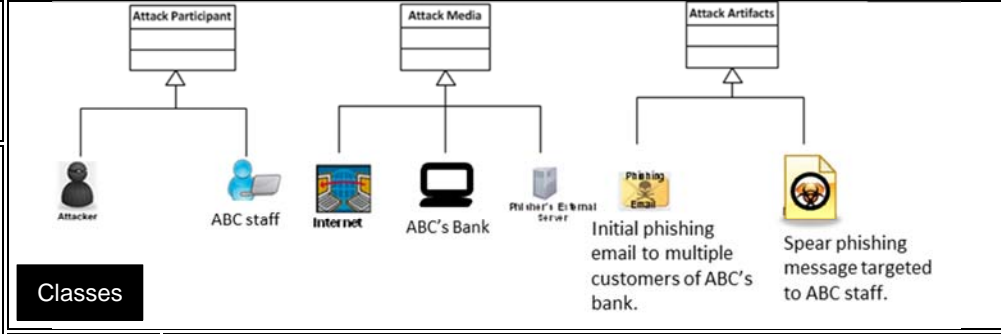 Attack Participant
Attack Media
Attack Artifacts
Attacker
ABC staff
Internet
ABC's Bank
Phisher's External
Server
Phishing
Email
Initial phishing
email to multiple
customers of ABC's
bank.
Spear phishing
message targeted
to ABC staff.
Classes